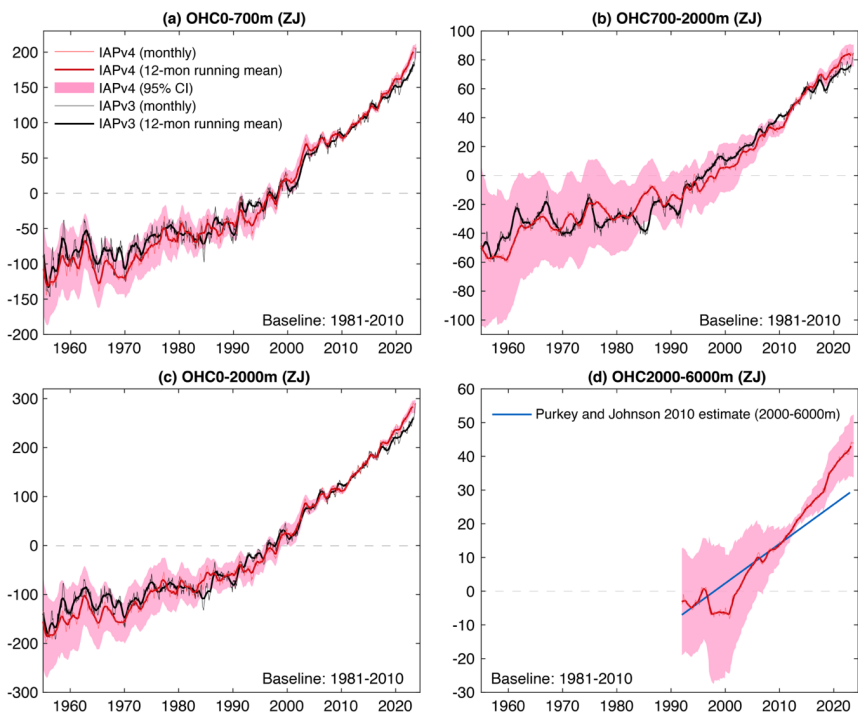 (a) OHC0-700m (ZJ)
200
150
100
50
0
-50
-100
-150
-200
IAPv4 (monthly)
IAPv4 (12-mon running mean)
IAPv4 (95% CI)
IAPv3 (monthly)
IAPv3 (12-mon running mean)
Baseline: 1981-2010
1960 1970 1980 1990 2000 2010 2020
(b) OHC700-2000m (ZJ)
100
80
60
40
20
0
-20
-40
-60
-80
-100
Baseline: 1981-2010
1960 1970 1980 1990 2000 2010 2020
(c) OHC0-2000m (ZJ)
300
200
100
0
-100
-200
-300
Baseline: 1981-2010
1960 1970 1980 1990 2000 2010 2020
(d) OHC2000-6000m (ZJ)
60
50
40
30
20
10
0
-10
-20
-30
Purkey and Johnson 2010 estimate (2000-6000m)
Baseline: 1981-2010
1960 1970 1980 1990 2000 2010 2020